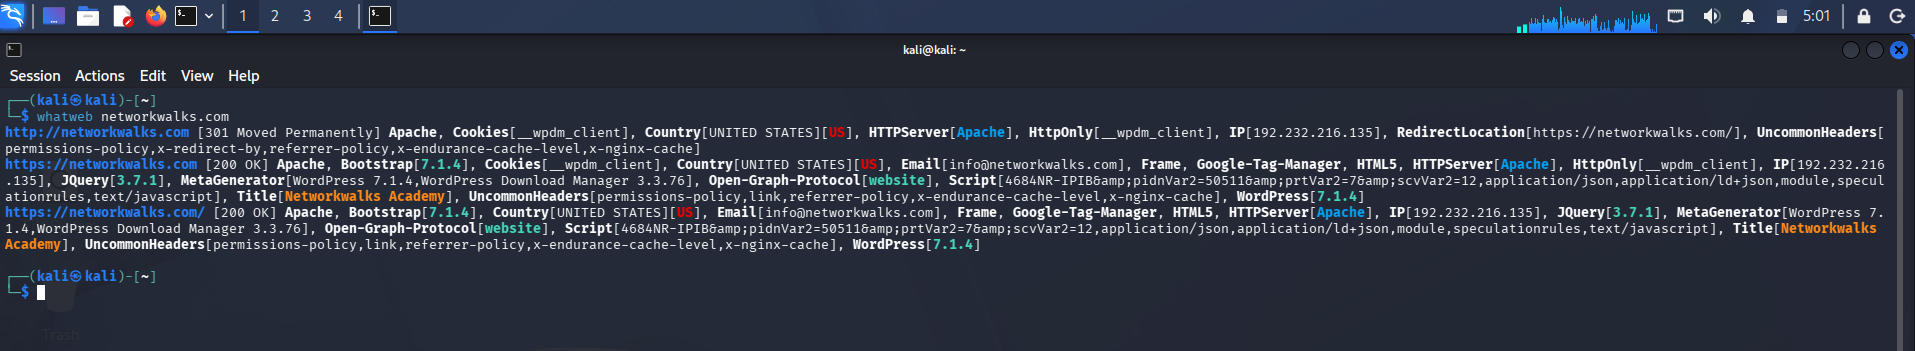 1 2 3 4 5:01
kali@kali: ~
Session Actions Edit View Help
┌──(kali㉿kali)-[~]
└─$ whatweb networkwalks.com
http://networkwalks.com [301 Moved Permanently] Apache, Cookies[__wpdm_client], Country[UNITED STATES][US], HTTPServer[Apache], HttpOnly[__wpdm_client], IP[192.232.216.135], RedirectLocation[https://networkwalks.com/], UncommonHeaders[
permissions-policy,x-redirect-by,referrer-policy,x-endurance-cache-level,x-nginx-cache]
https://networkwalks.com [200 OK] Apache, Bootstrap[7.1.4], Cookies[__wpdm_client], Country[UNITED STATES][US], Email[info@networkwalks.com], Frame, Google-Tag-Manager, HTML5, HTTPServer[Apache], HttpOnly[__wpdm_client], IP[192.232.216
.135], JQuery[3.7.1], MetaGenerator[WordPress 7.1.4,WordPress Download Manager 3.3.76], Open-Graph-Protocol[website], Script[4684NR-IPIB&amp;pidnVar2=50511&amp;prtVar2=7&amp;scvVar2=12,application/json,application/ld+json,module,specul
ationrules,text/javascript], Title[Networkwalks Academy], UncommonHeaders[permissions-policy,link,referrer-policy,x-endurance-cache-level,x-nginx-cache], WordPress[7.1.4]
https://networkwalks.com/ [200 OK] Apache, Bootstrap[7.1.4], Country[UNITED STATES][US], Email[info@networkwalks.com], Frame, Google-Tag-Manager, HTML5, HTTPServer[Apache], IP[192.232.216.135], JQuery[3.7.1], MetaGenerator[WordPress 7.
1.4,WordPress Download Manager 3.3.76], Open-Graph-Protocol[website], Script[4684NR-IPIB&amp;pidnVar2=50511&amp;prtVar2=7&amp;scvVar2=12,application/json,application/ld+json,module,speculationrules,text/javascript], Title[Networkwalks
Academy], UncommonHeaders[permissions-policy,link,referrer-policy,x-endurance-cache-level,x-nginx-cache], WordPress[7.1.4]
┌──(kali㉿kali)-[~]
└─$
Trash